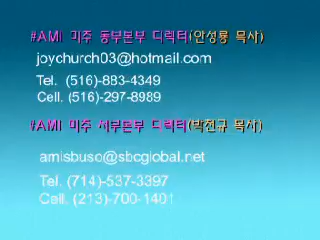 #AMI 미주 동부본부 디렉터(안성룡 목사)
joychurch03@hotmail.com
Tel. (516)-883-4349
Cell. (516)-297-8989
#AMI 미주 서부본부 디렉터(박진규 목사)
amisbuso@sbcglobal.net
Tel. (714)-537-3397
Cell. (213)-700-1401